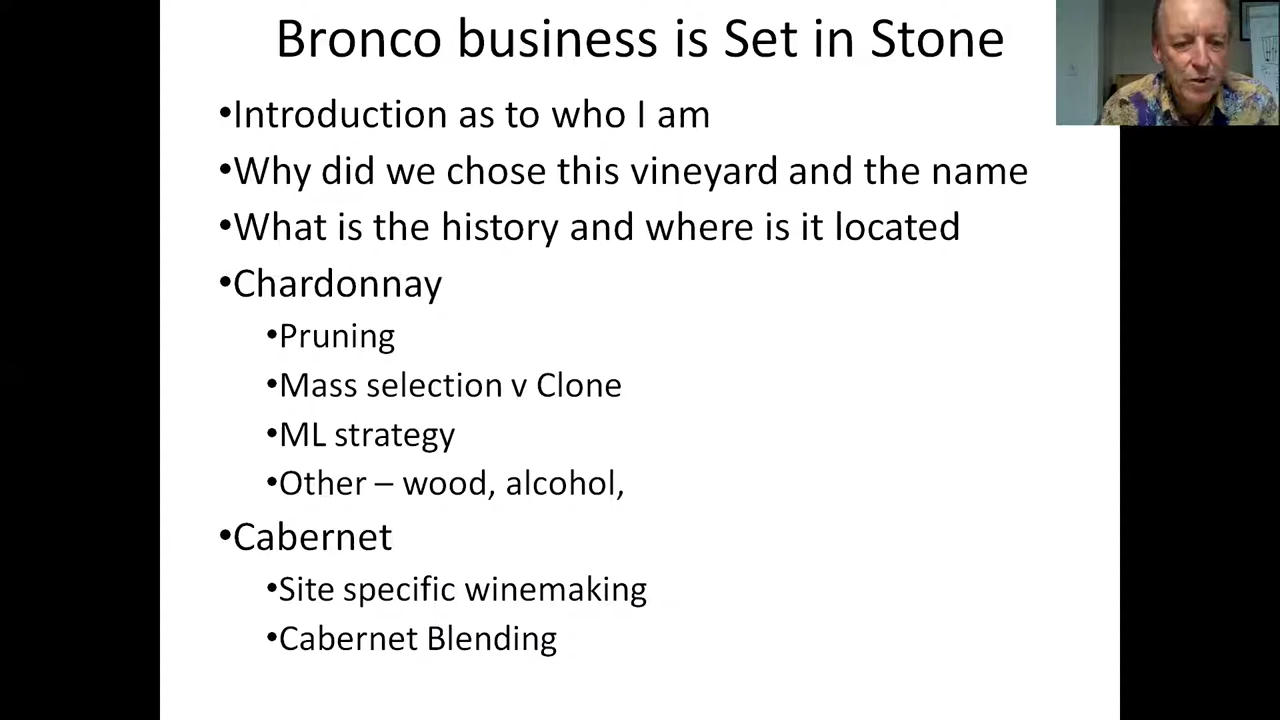 Bronco business is Set in Stone
•Introduction as to who I am
•Why did we chose this vineyard and the name
•What is the history and where is it located
•Chardonnay
•Pruning
•Mass selection v Clone
•ML strategy
•Other – wood, alcohol,
•Cabernet
•Site specific winemaking
•Cabernet Blending